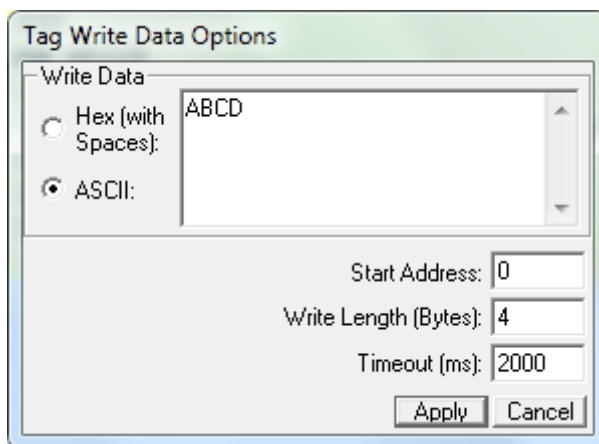 Tag Write Data Options
Write Data
Hex (with
Spaces):
ABCD
ASCII:
Start Address: 0
Write Length (Bytes): 4
Timeout (ms): 2000
Apply Cancel